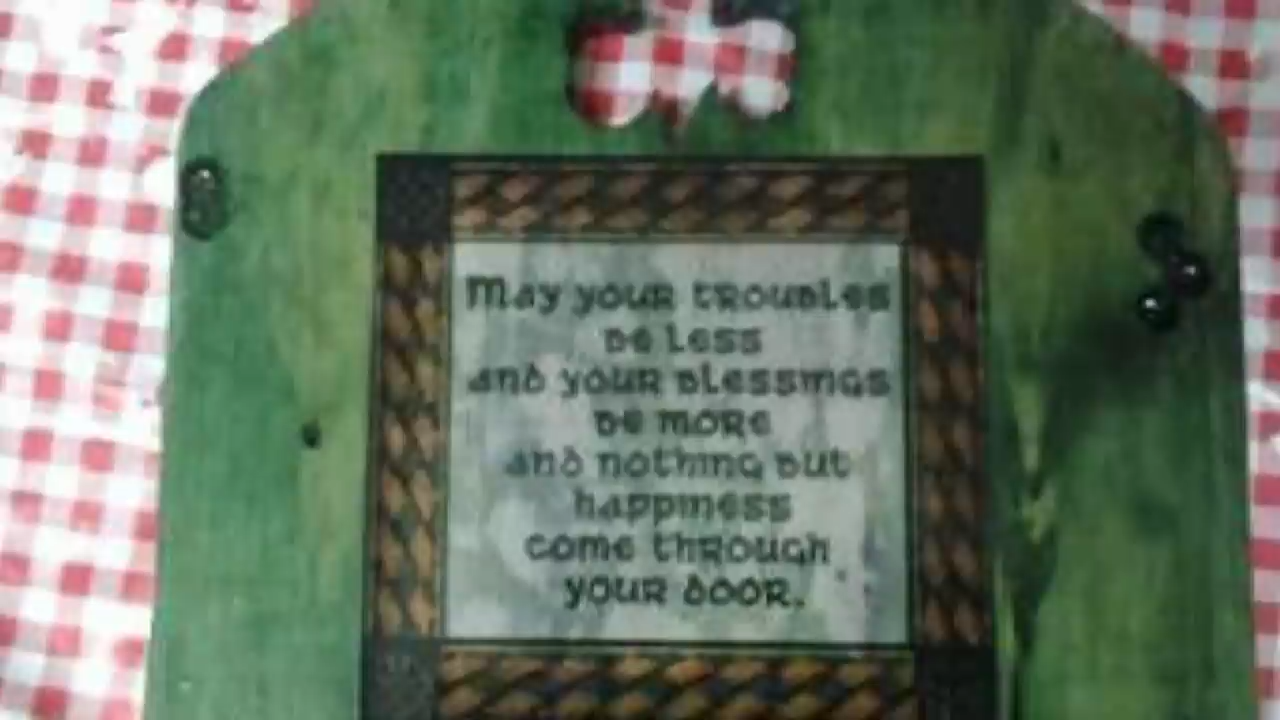 May your troubles
be less
and your blessings
be more
and nothing but
happiness
come through
your door.